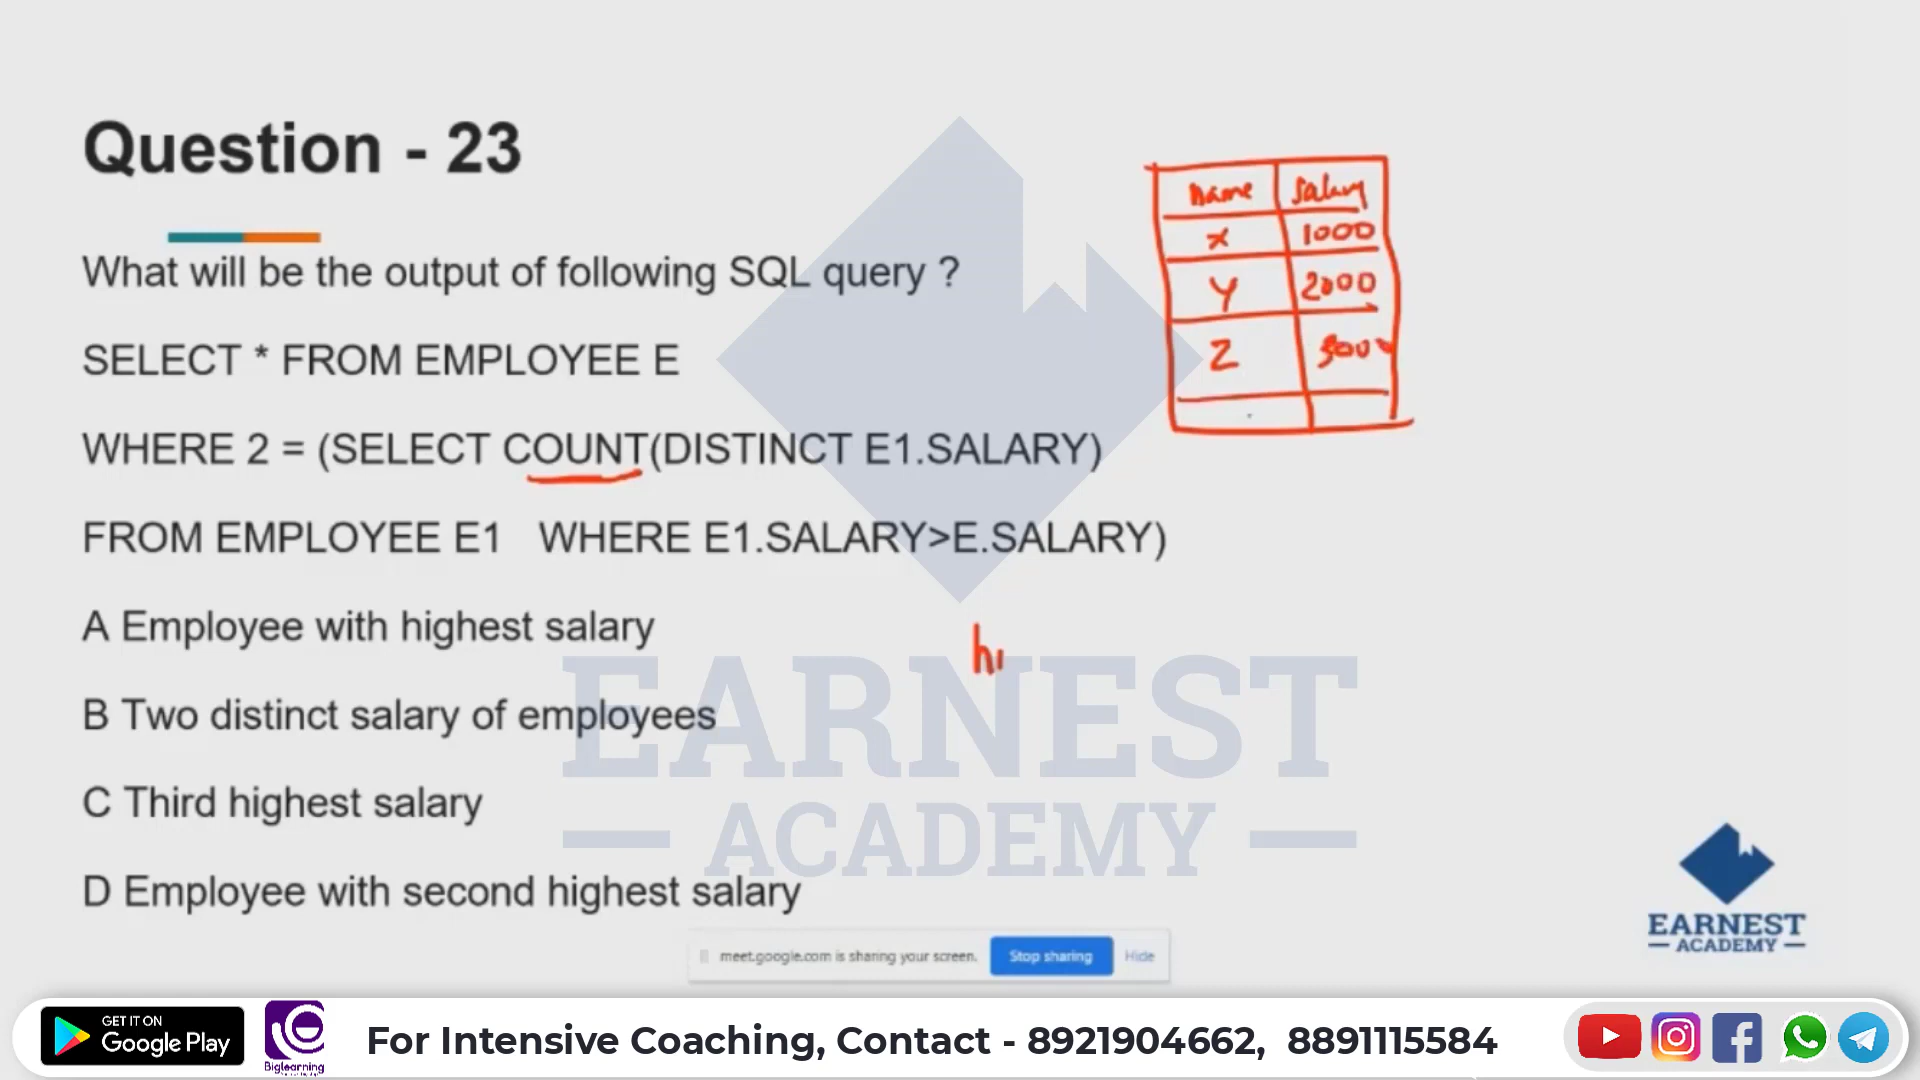 Question - 23
What will be the output of following SQL query ?
SELECT * FROM EMPLOYEE E
WHERE 2 = (SELECT COUNT(DISTINCT E1.SALARY)
FROM EMPLOYEE E1 WHERE E1.SALARY>E.SALARY)
A Employee with highest salary
B Two distinct salary of employees
C Third highest salary
D Employee with second highest salary
Name Salary
X 1000
Y 2000
Z
EARNEST
ACADEMY
EARNEST
ACADEMY
meet.google.com is sharing your screen. Stop sharing Hide
GET IT ON
Google Play
Biglearning
For Intensive Coaching, Contact - 8921904662, 8891115584